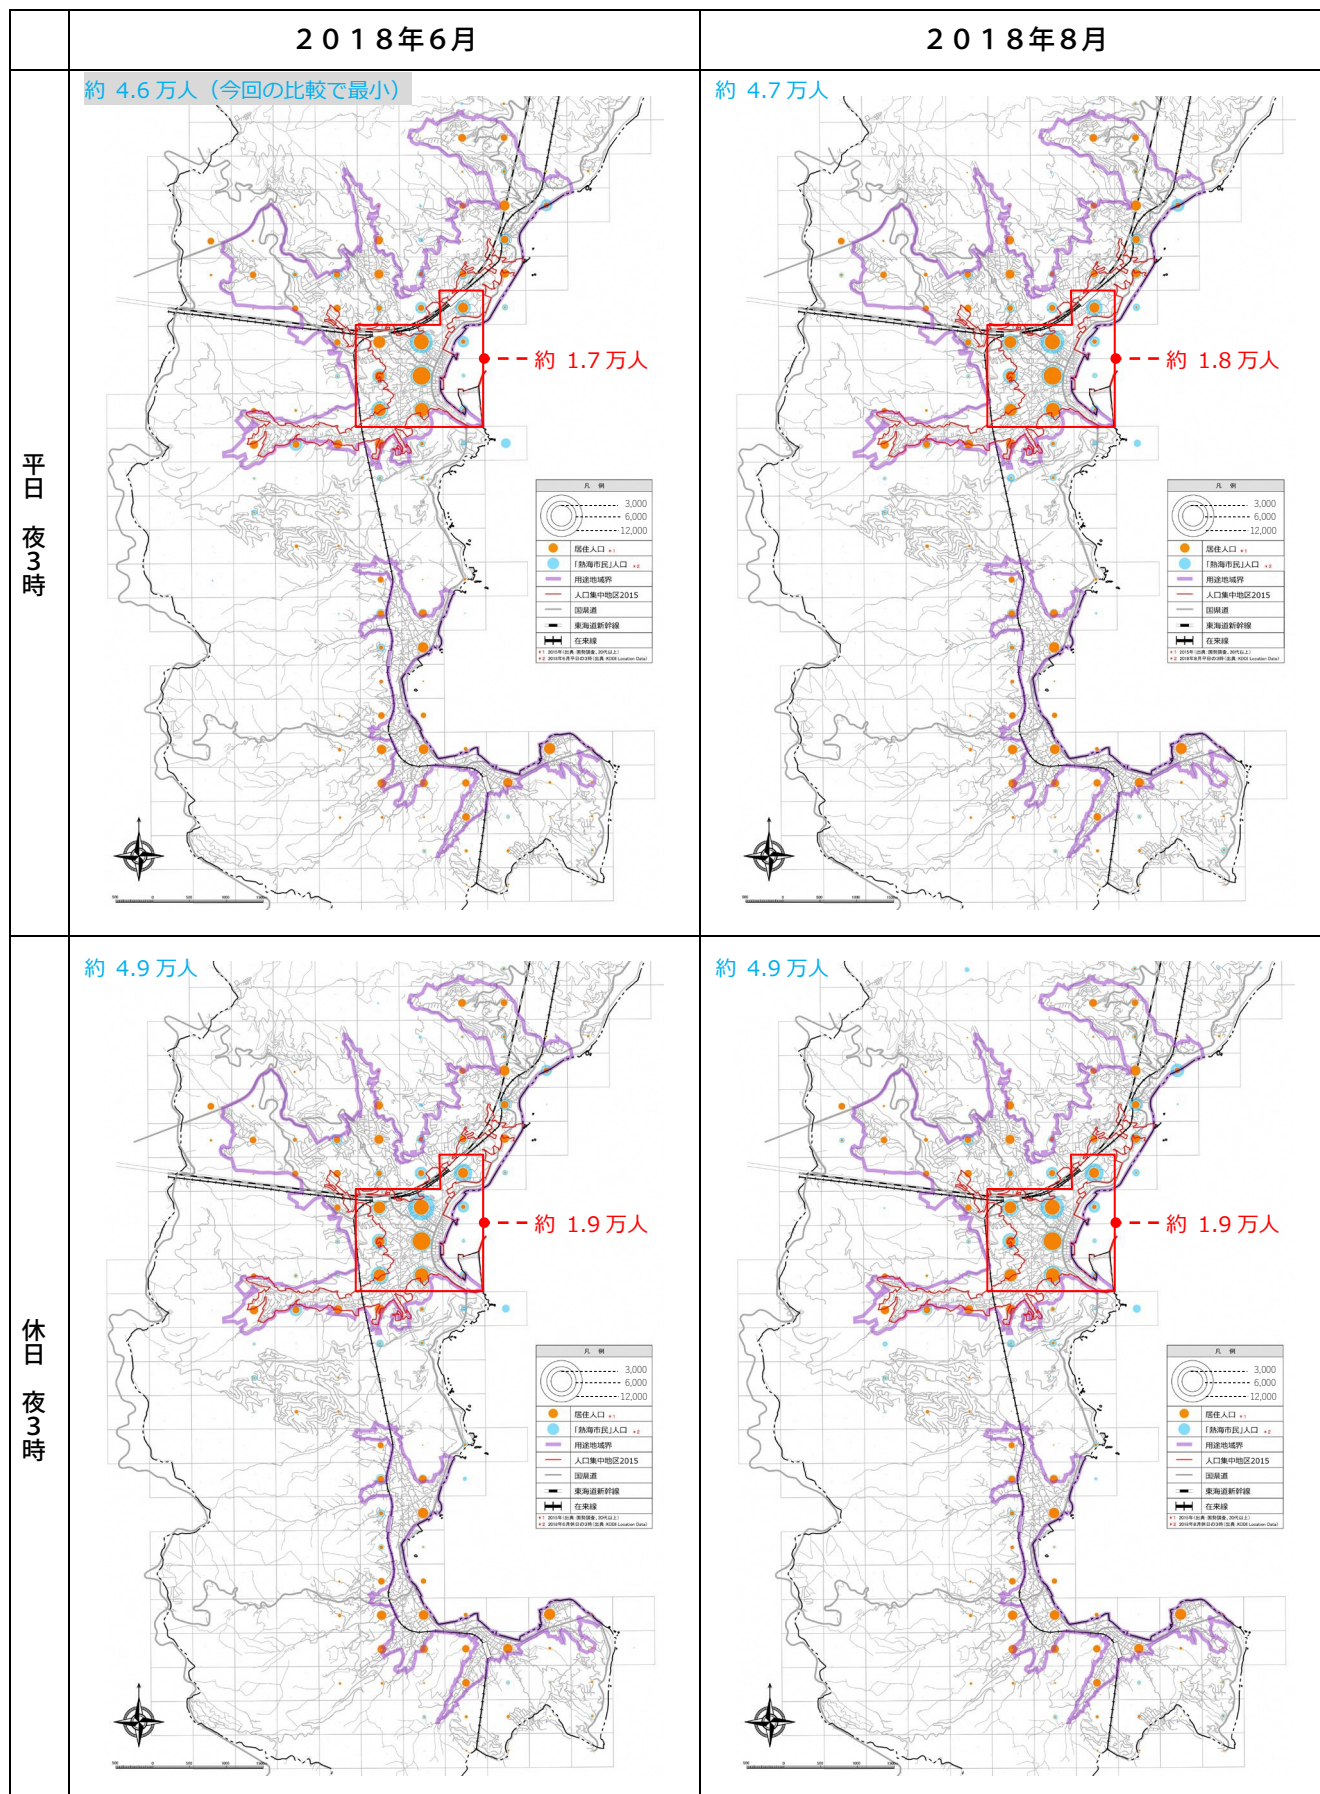 ２０１８年６月
２０１８年８月
平日 夜３時
約 4.6 万人（今回の比較で最小）
約 1.7 万人
凡 例
3,000
6,000
12,000
居住人口 *1
「熱海市民」人口 *2
用途地域界
人口集中地区2015
国県道
東海道新幹線
在来線
約 4.7 万人
約 1.8 万人
凡 例
3,000
6,000
12,000
居住人口 *1
「熱海市民」人口 *2
用途地域界
人口集中地区2015
国県道
東海道新幹線
在来線
休日 夜３時
約 4.9 万人
約 1.9 万人
凡 例
3,000
6,000
12,000
居住人口 *1
「熱海市民」人口 *2
用途地域界
人口集中地区2015
国県道
東海道新幹線
在来線
約 4.9 万人
約 1.9 万人
凡 例
3,000
6,000
12,000
居住人口 *1
「熱海市民」人口 *2
用途地域界
人口集中地区2015
国県道
東海道新幹線
在来線